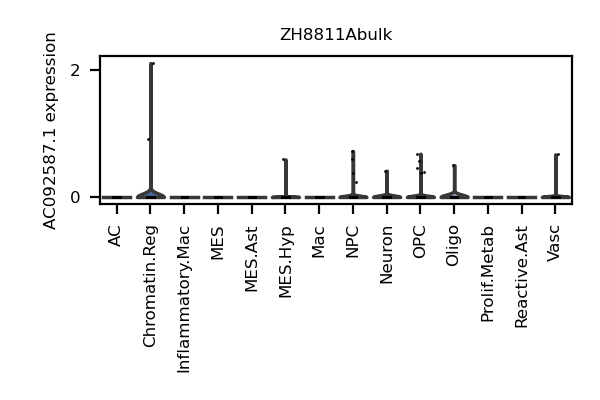 ZH8811Abulk
AC092587.1 expression
2
0
AC
Chromatin.Reg
Inflammatory.Mac
MES
MES.Ast
MES.Hyp
Mac
NPC
Neuron
OPC
Oligo
Prolif.Metab
Reactive.Ast
Vasc